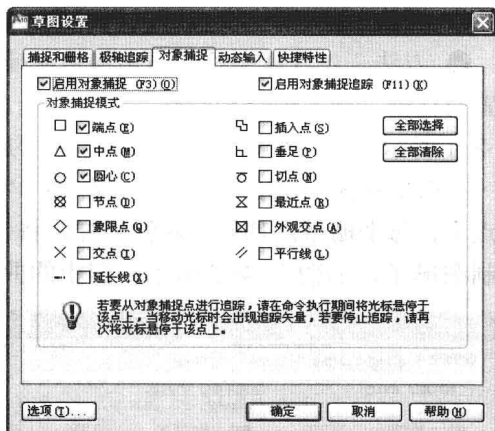 草图设置
捕捉和栅格 极轴追踪 对象捕捉 动态输入 快捷特性
启用对象捕捉 (F3)(O) 启用对象捕捉追踪 (F11)(K)
对象捕捉模式
端点(E) 插入点(S) 全部选择
中点(M) 垂足(P) 全部清除
圆心(C) 切点(N)
节点(D) 最近点(R)
象限点(Q) 外观交点(A)
交点(I) 平行线(L)
延长线(X)
若要从对象捕捉点进行追踪，请在命令执行期间将光标悬停于
该点上，当移动光标时会出现追踪矢量，若要停止追踪，请再
次将光标悬停于该点上。
选项(T)... 确定 取消 帮助(H)